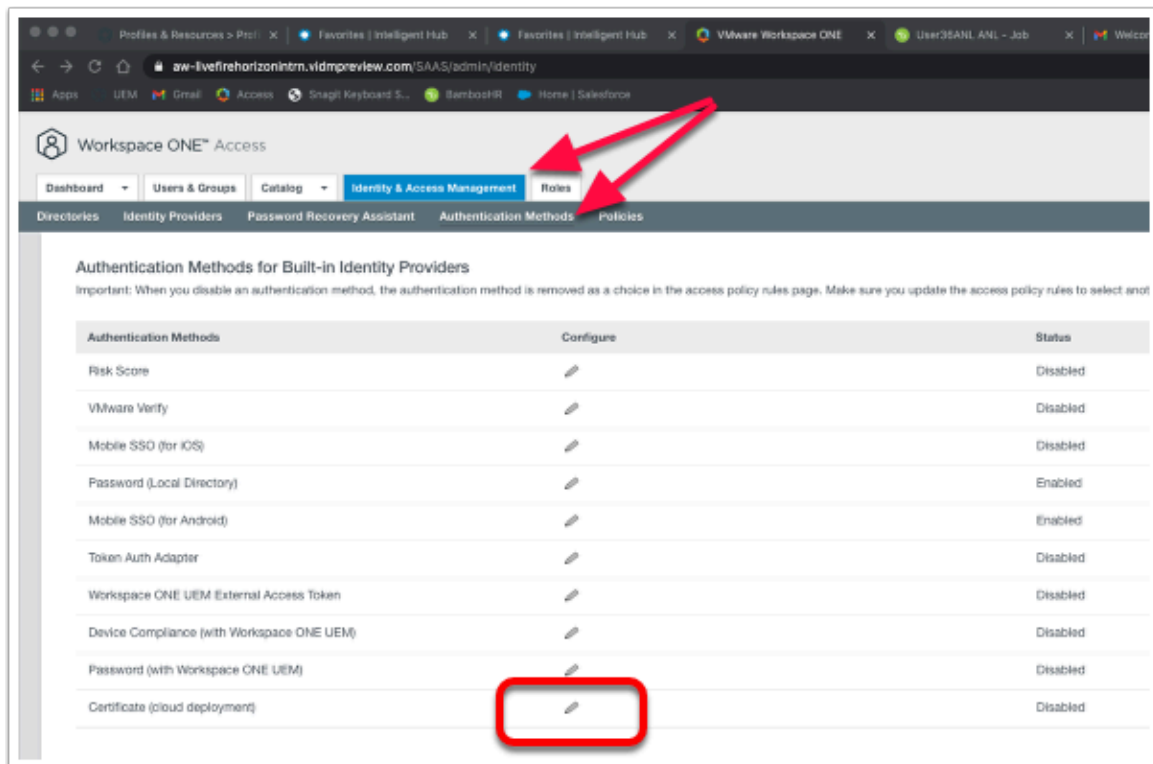 Profiles & Resources > Profi × Favorites | Intelligent Hub × Favorites | Intelligent Hub × VMware Workspace ONE × User36ANL ANL - Job × Welcor
aw-livefirehorizonintrn.vidmpreview.com/SAAS/admin/identity
Apps UEM Gmail Access Snagit Keyboard S... BambooHR Home | Salesforce
Workspace ONE™ Access
Dashboard Users & Groups Catalog Identity & Access Management Roles
Directories Identity Providers Password Recovery Assistant Authentication Methods Policies
Authentication Methods for Built-in Identity Providers
Important: When you disable an authentication method, the authentication method is removed as a choice in the access policy rules page. Make sure you update the access policy rules to select anot
Authentication Methods Configure Status
Risk Score Disabled
VMware Verify Disabled
Mobile SSO (for iOS) Disabled
Password (Local Directory) Enabled
Mobile SSO (for Android) Enabled
Token Auth Adapter Disabled
Workspace ONE UEM External Access Token Disabled
Device Compliance (with Workspace ONE UEM) Disabled
Password (with Workspace ONE UEM) Disabled
Certificate (cloud deployment) Disabled